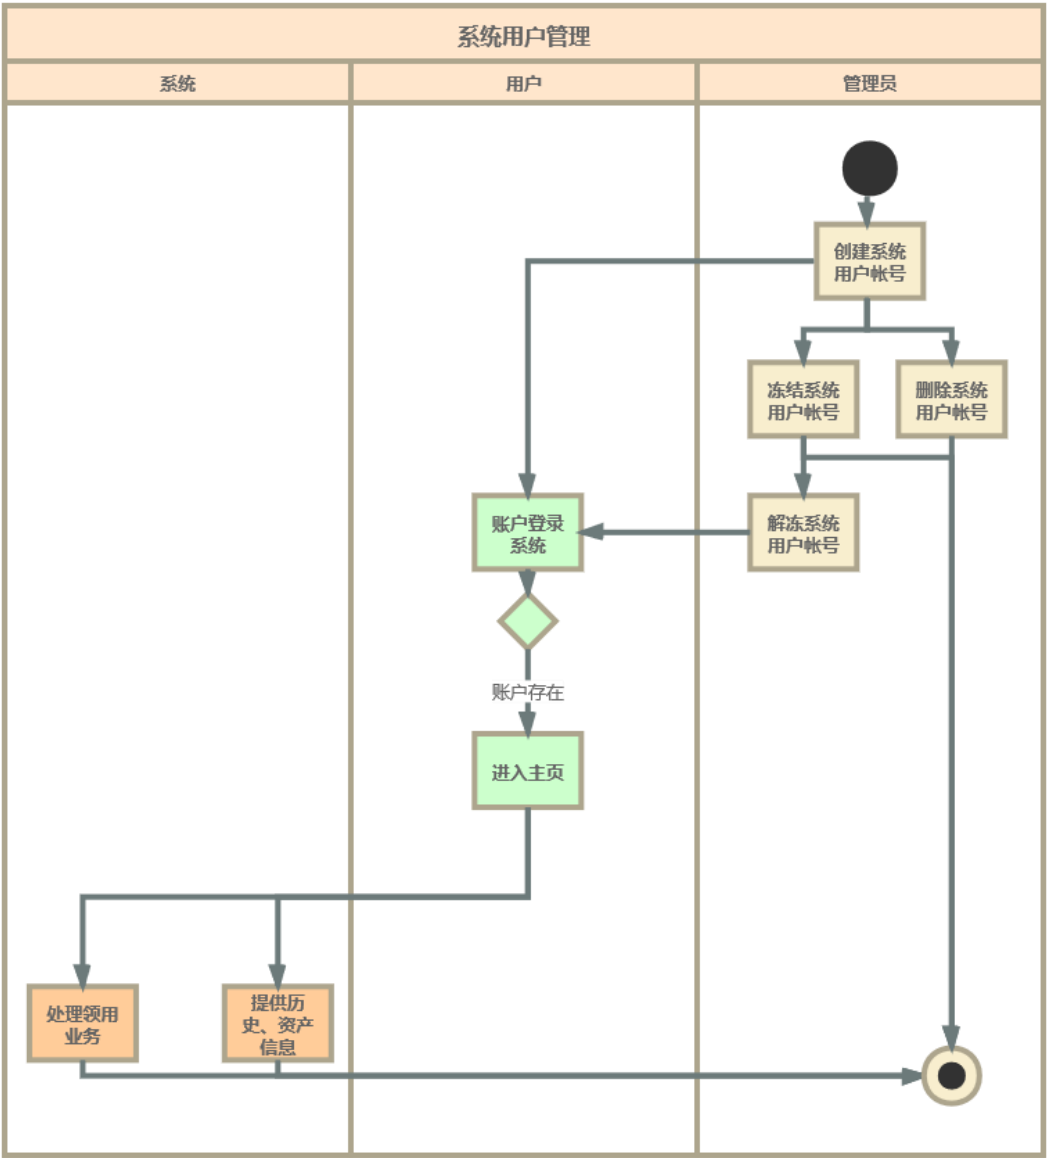 系统用户管理
系统
用户
管理员
创建系统
用户帐号
冻结系统
用户帐号
删除系统
用户帐号
账户登录
系统
解冻系统
用户帐号
账户存在
进入主页
处理领用
业务
提供历
史、资产
信息